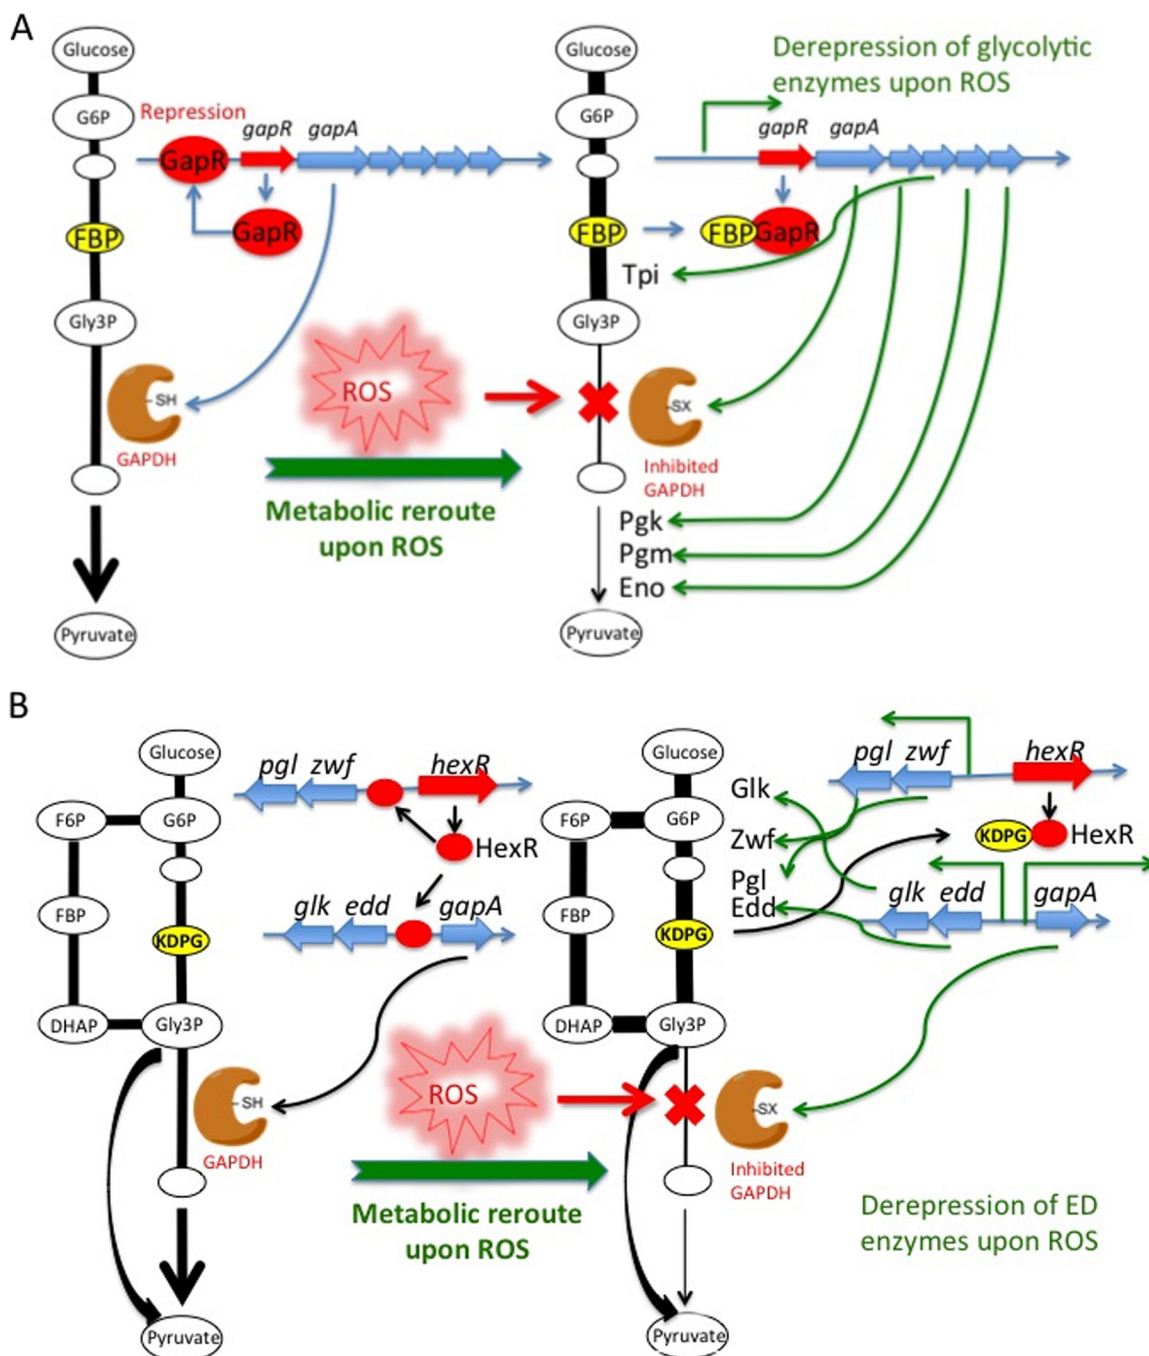 A
Glucose
G6P
FBP
Gly3P
Pyruvate
Repression
gapR
gapA
GapR
GapR
-SH
GAPDH
ROS
Metabolic reroute
upon ROS
Glucose
G6P
FBP
Gly3P
Pyruvate
Derepression of glycolytic
enzymes upon ROS
gapR
gapA
FBP
GapR
Tpi
-SX
Inhibited
GAPDH
Pgk
Pgm
Eno
B
Glucose
F6P
G6P
FBP
KDPG
DHAP
Gly3P
Pyruvate
pgl
zwf
hexR
HexR
glk
edd
gapA
-SH
GAPDH
ROS
Metabolic reroute
upon ROS
Glucose
F6P
G6P
FBP
KDPG
DHAP
Gly3P
Pyruvate
Glk
Zwf
Pgl
Edd
pgl
zwf
hexR
KDPG
HexR
glk
edd
gapA
-SX
Inhibited
GAPDH
Derepression of ED
enzymes upon ROS